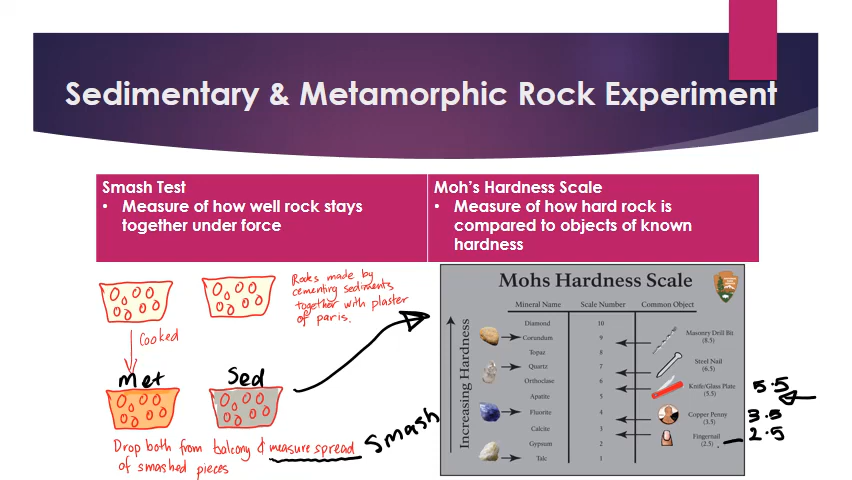 Sedimentary & Metamorphic Rock Experiment
Smash Test
• Measure of how well rock stays
together under force
Moh's Hardness Scale
• Measure of how hard rock is
compared to objects of known
hardness
Rocks made by
cementing sediments
together with plaster
of paris.
Cooked
Met
Sed
Drop both from balcony & measure spread
of smashed pieces
Smash
Mohs Hardness Scale
Increasing Hardness
Mineral Name Scale Number Common Object
Diamond 10
Corundum 9
Masonry Drill Bit
(8.5)
Topaz 8
Quartz 7
Steel Nail
(6.5)
Orthoclase 6
Knife/Glass Plate
(5.5)
5.5
Apatite 5
Fluorite 4
Copper Penny
(3.5)
3.5
Calcite 3
Fingernail
(2.5)
2.5
Gypsum 2
Talc 1